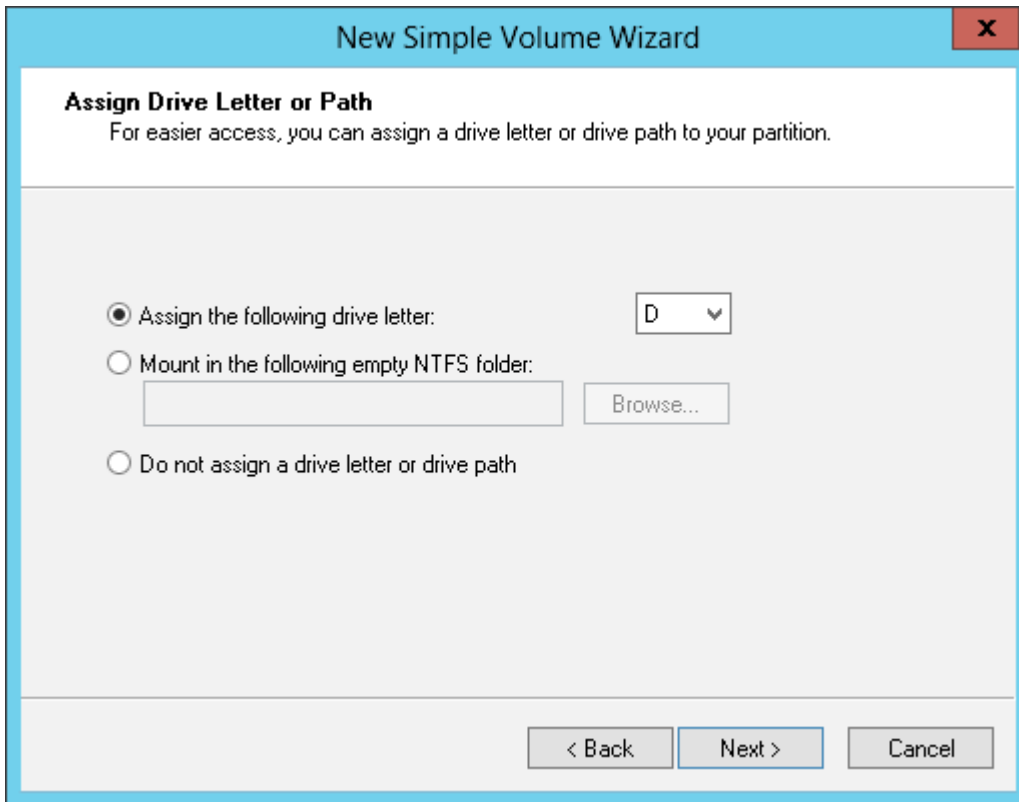 New Simple Volume Wizard
x
Assign Drive Letter or Path
For easier access, you can assign a drive letter or drive path to your partition.
Assign the following drive letter: D
Mount in the following empty NTFS folder:
Browse...
Do not assign a drive letter or drive path
< Back Next > Cancel